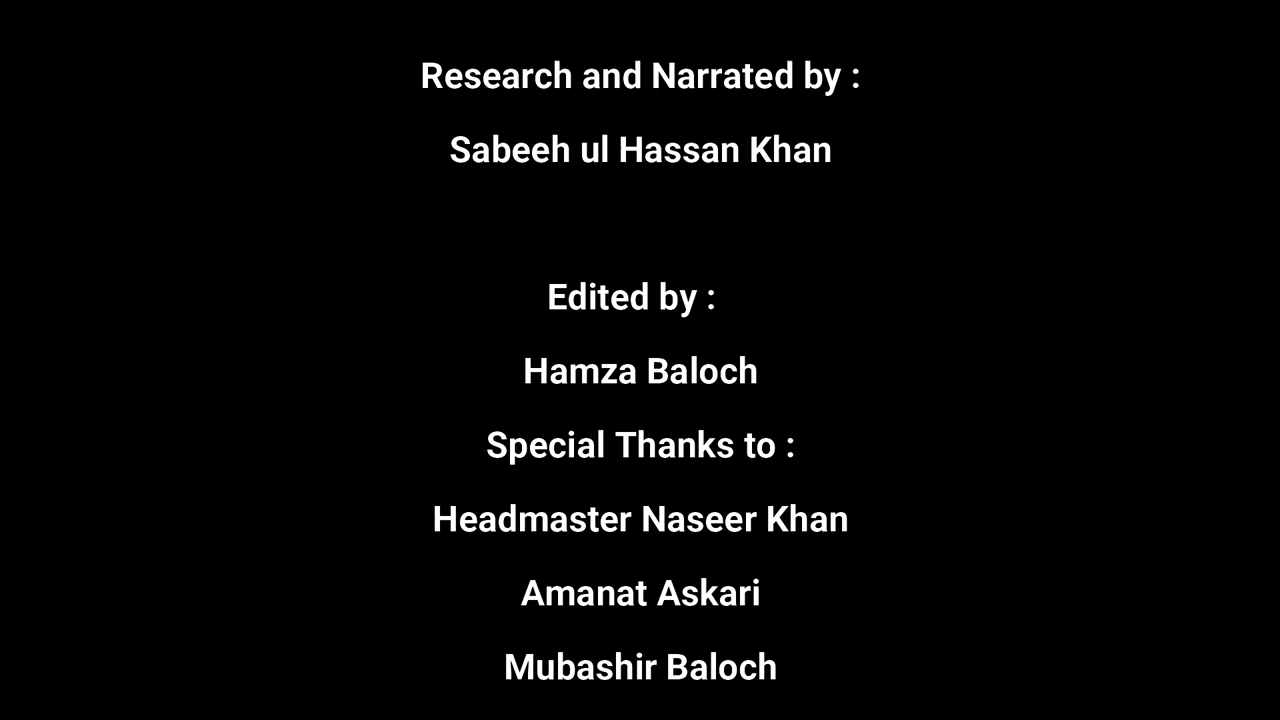 Research and Narrated by :
Sabeeh ul Hassan Khan
Edited by :
Hamza Baloch
Special Thanks to :
Headmaster Naseer Khan
Amanat Askari
Mubashir Baloch